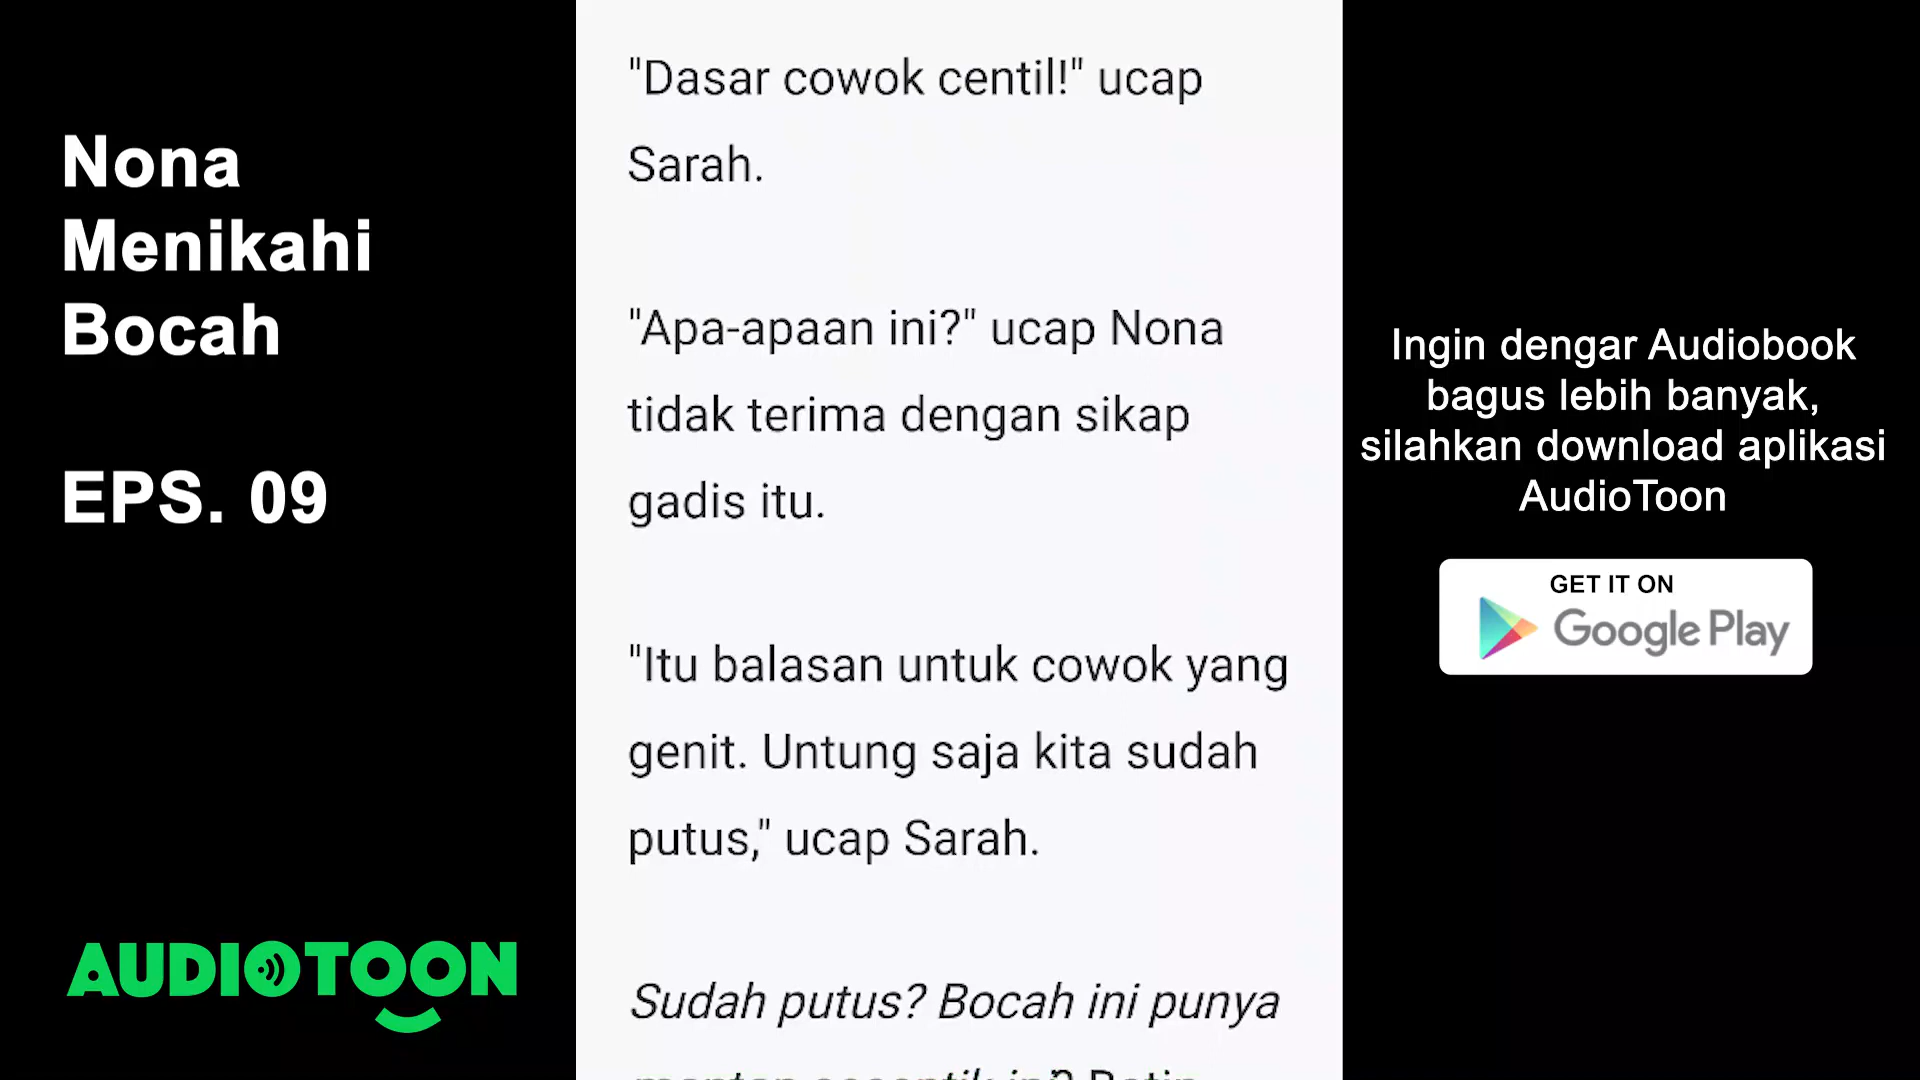 Nona
Menikahi
Bocah
EPS. 09
AUDIOTOON
"Dasar cowok centil!" ucap
Sarah.
"Apa-apaan ini?" ucap Nona
tidak terima dengan sikap
gadis itu.
"Itu balasan untuk cowok yang
genit. Untung saja kita sudah
putus," ucap Sarah.
Sudah putus? Bocah ini punya
Ingin dengar Audiobook
bagus lebih banyak,
silahkan download aplikasi
AudioToon
GET IT ON
Google Play